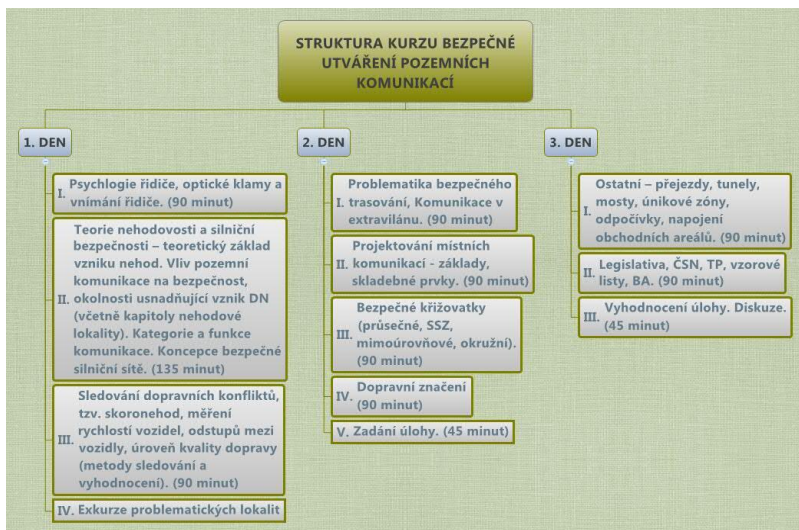 STRUKTURA KURZU BEZPEČNÉ
UTVÁŘENÍ POZEMNÍCH
KOMUNIKACÍ
1. DEN
I. Psychlogie řidiče, optické klamy a
vnímání řidiče. (90 minut)
Teorie nehodovosti a silniční
bezpečnosti – teoretický základ
vzniku nehod. Vliv pozemní
komunikace na bezpečnost,
II. okolnosti usnadňující vznik DN
(včetně kapitoly nehodové
lokality). Kategorie a funkce
komunikace. Koncepce bezpečné
silniční sítě. (135 minut)
Sledování dopravních konfliktů,
tzv. skoronehod, měření
rychlostí vozidel, odstupů mezi
III. vozidly, úroveň kvality dopravy
(metody sledování a
vyhodnocení). (90 minut)
IV. Exkurze problematických lokalit
2. DEN
Problematika bezpečného
I. trasování, Komunikace v
extravilánu. (90 minut)
Projektování místních
II. komunikací - základy,
skladebné prvky. (90 minut)
Bezpečné křižovatky
III. (průsečné, SSZ,
mimoúrovňové, okružní).
(90 minut)
IV. Dopravní značení
(90 minut)
V. Zadání úlohy. (45 minut)
3. DEN
Ostatní – přejezdy, tunely,
I. mosty, únikové zóny,
odpočívky, napojení
obchodních areálů. (90 minut)
II. Legislativa, ČSN, TP, vzorové
listy, BA. (90 minut)
III. Vyhodnocení úlohy. Diskuze.
(45 minut)